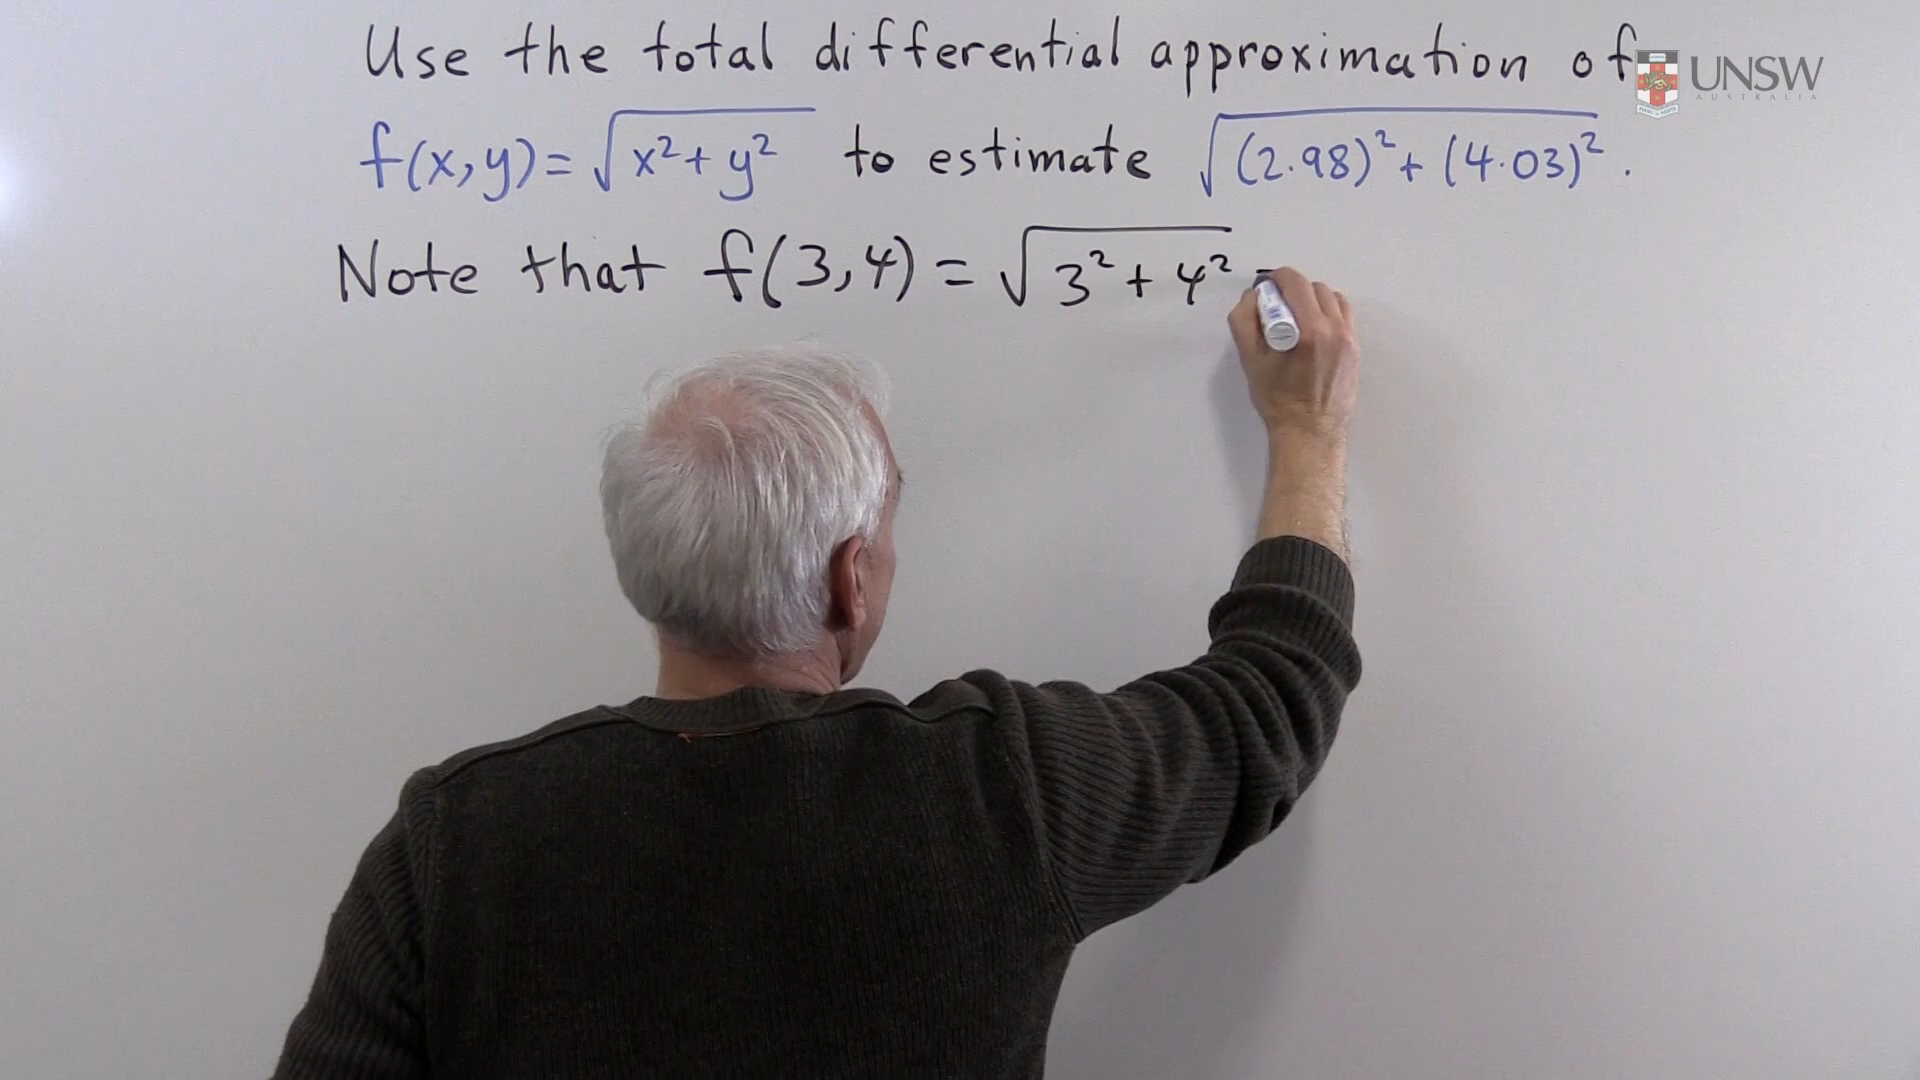 Use the total differential approximation of
f(x,y)=√(x²+y²) to estimate √((2.98)²+(4.03)²).
Note that f(3,4) = √(3²+4²) =
UNSW
AUSTRALIA